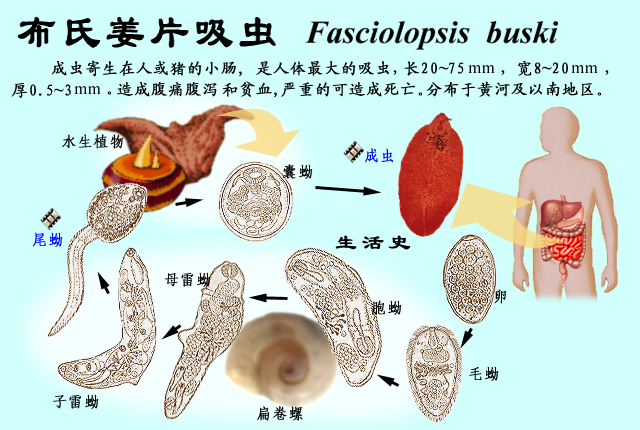 布氏姜片吸虫 Fasciolopsis buski
成虫寄生在人或猪的小肠，是人体最大的吸虫，长20~75mm，宽8~20mm，
厚0.5~3mm。造成腹痛腹泻和贫血，严重的可造成死亡。分布于黄河及以南地区。
水生植物
囊蚴
成虫
尾蚴
生活史
母雷蚴
胞蚴
卵
毛蚴
子雷蚴
扁卷螺